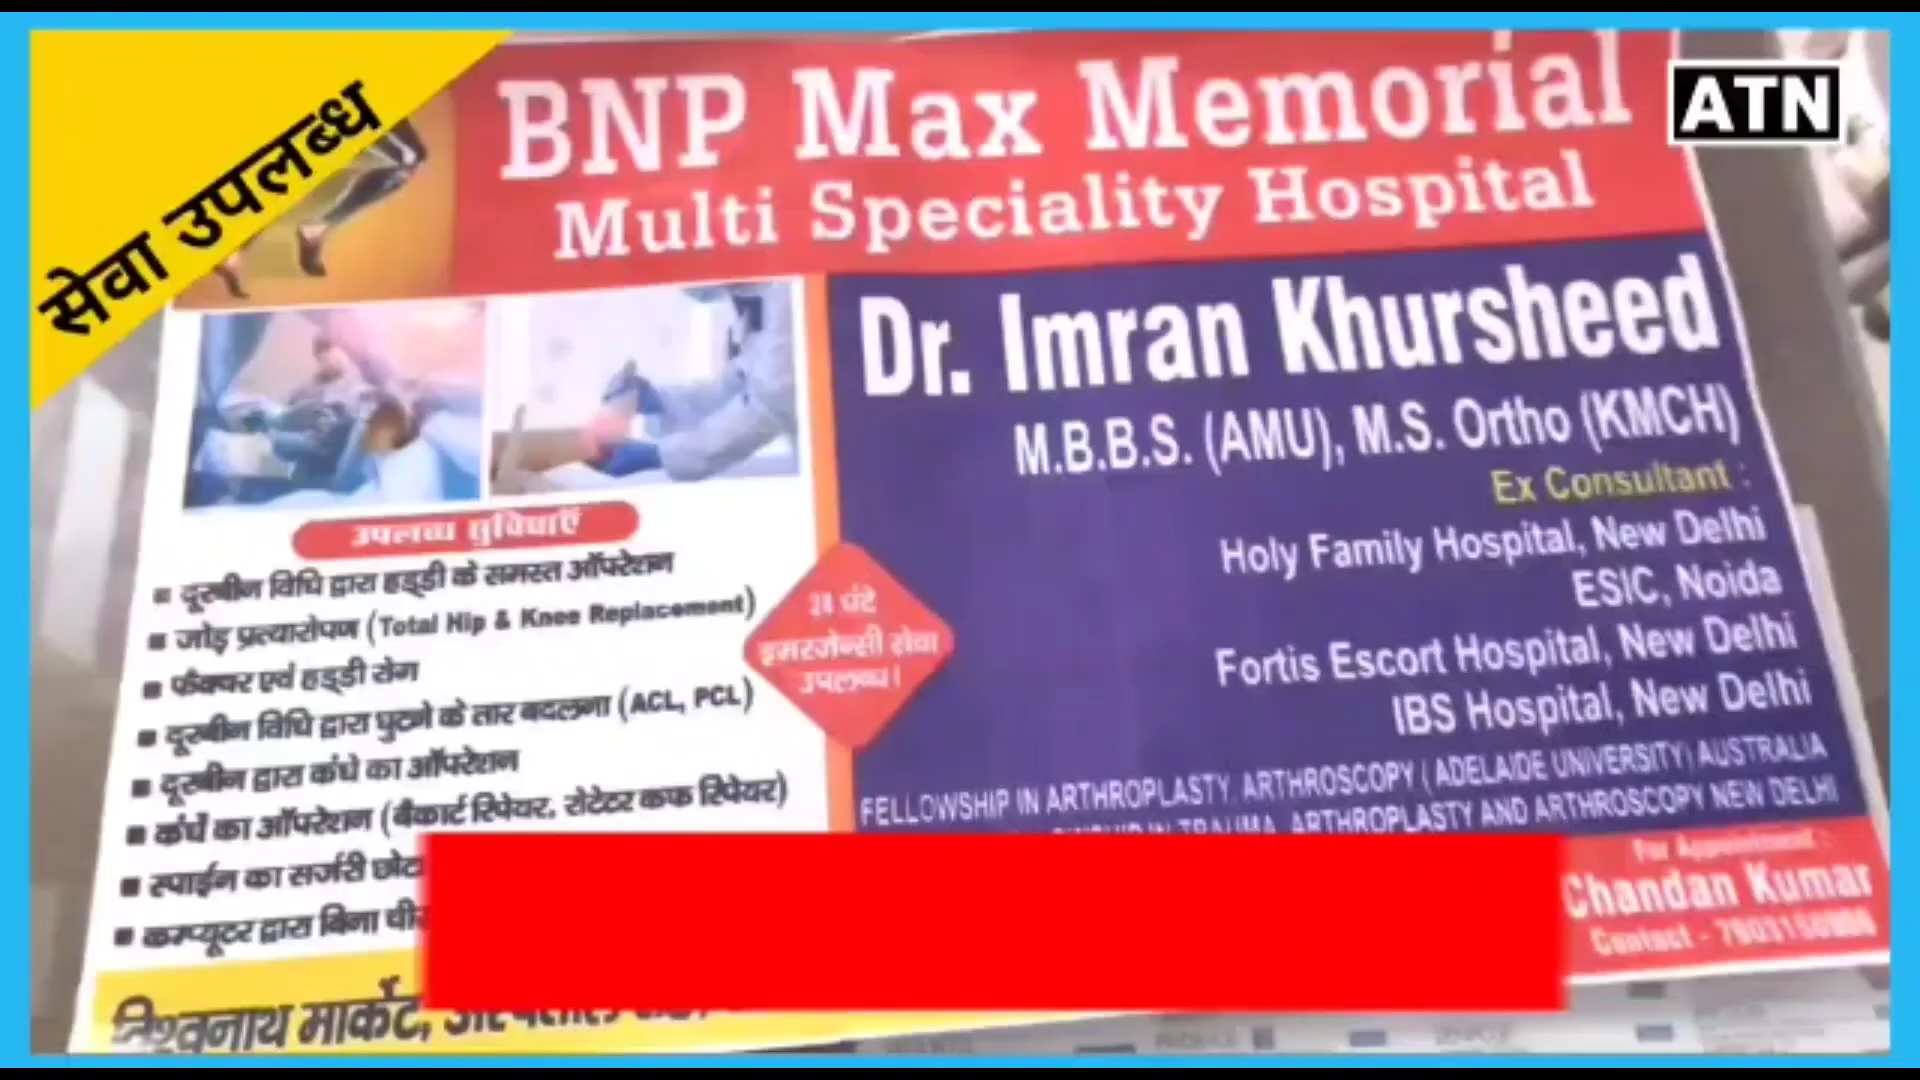 सेवा उपलब्ध
ATN
BNP Max Memorial
Multi Speciality Hospital
Dr. Imran Khursheed
M.B.B.S. (AMU), M.S. Ortho (KMCH)
Ex Consultant :
Holy Family Hospital, New Delhi
ESIC, Noida
Fortis Escort Hospital, New Delhi
IBS Hospital, New Delhi
FELLOWSHIP IN ARTHROPLASTY, ARTHROSCOPY (ADELAIDE UNIVERSITY) AUSTRALIA
IN TRAUMA, ARTHROPLASTY AND ARTHROSCOPY NEW DELHI
उपलब्ध सुविधाएँ
■ दूरबीन विधि द्वारा हड्डी के समस्त ऑपरेशन
■ जोड़ प्रत्यारोपण (Total Hip & Knee Replacement)
■ फ्रैक्चर एवं हड्डी रोग
■ दूरबीन विधि द्वारा घुटने के तार बदलना (ACL, PCL)
■ दूरबीन द्वारा कंधे का ऑपरेशन
■ कंधें का ऑपरेशन (बैंकार्ट रिपेयर, रोटेटर कफ रिपेयर)
■ स्पाईन का सर्जरी
■ कम्प्यूटर द्वारा बिना
24 घंटे
इमरजेन्सी सेवा
उपलब्ध।
For Appointment :
Chandan Kumar
Contact -
विश्वनाथ मार्केट,